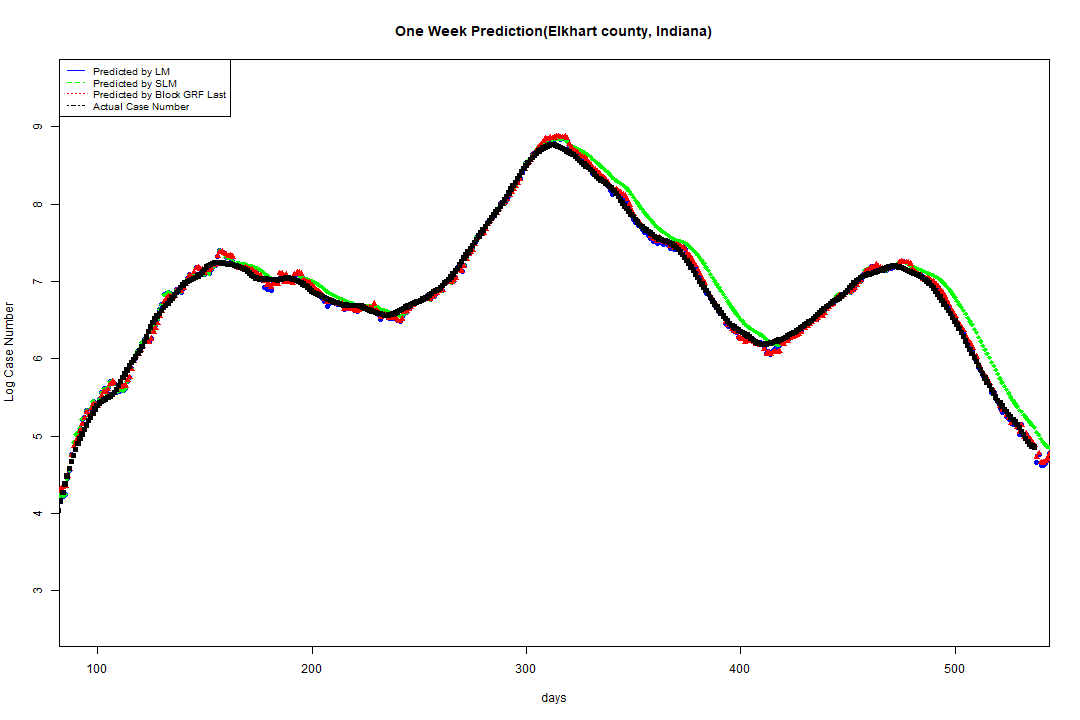 One Week Prediction(Elkhart county, Indiana)
Predicted by LM
Predicted by SLM
Predicted by Block GRF Last
Actual Case Number
9
8
7
6
5
4
3
Log Case Number
100 200 300 400 500
days